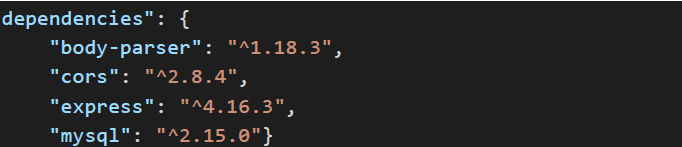 dependencies": {
"body-parser": "^1.18.3",
"cors": "^2.8.4",
"express": "^4.16.3",
"mysql": "^2.15.0"}